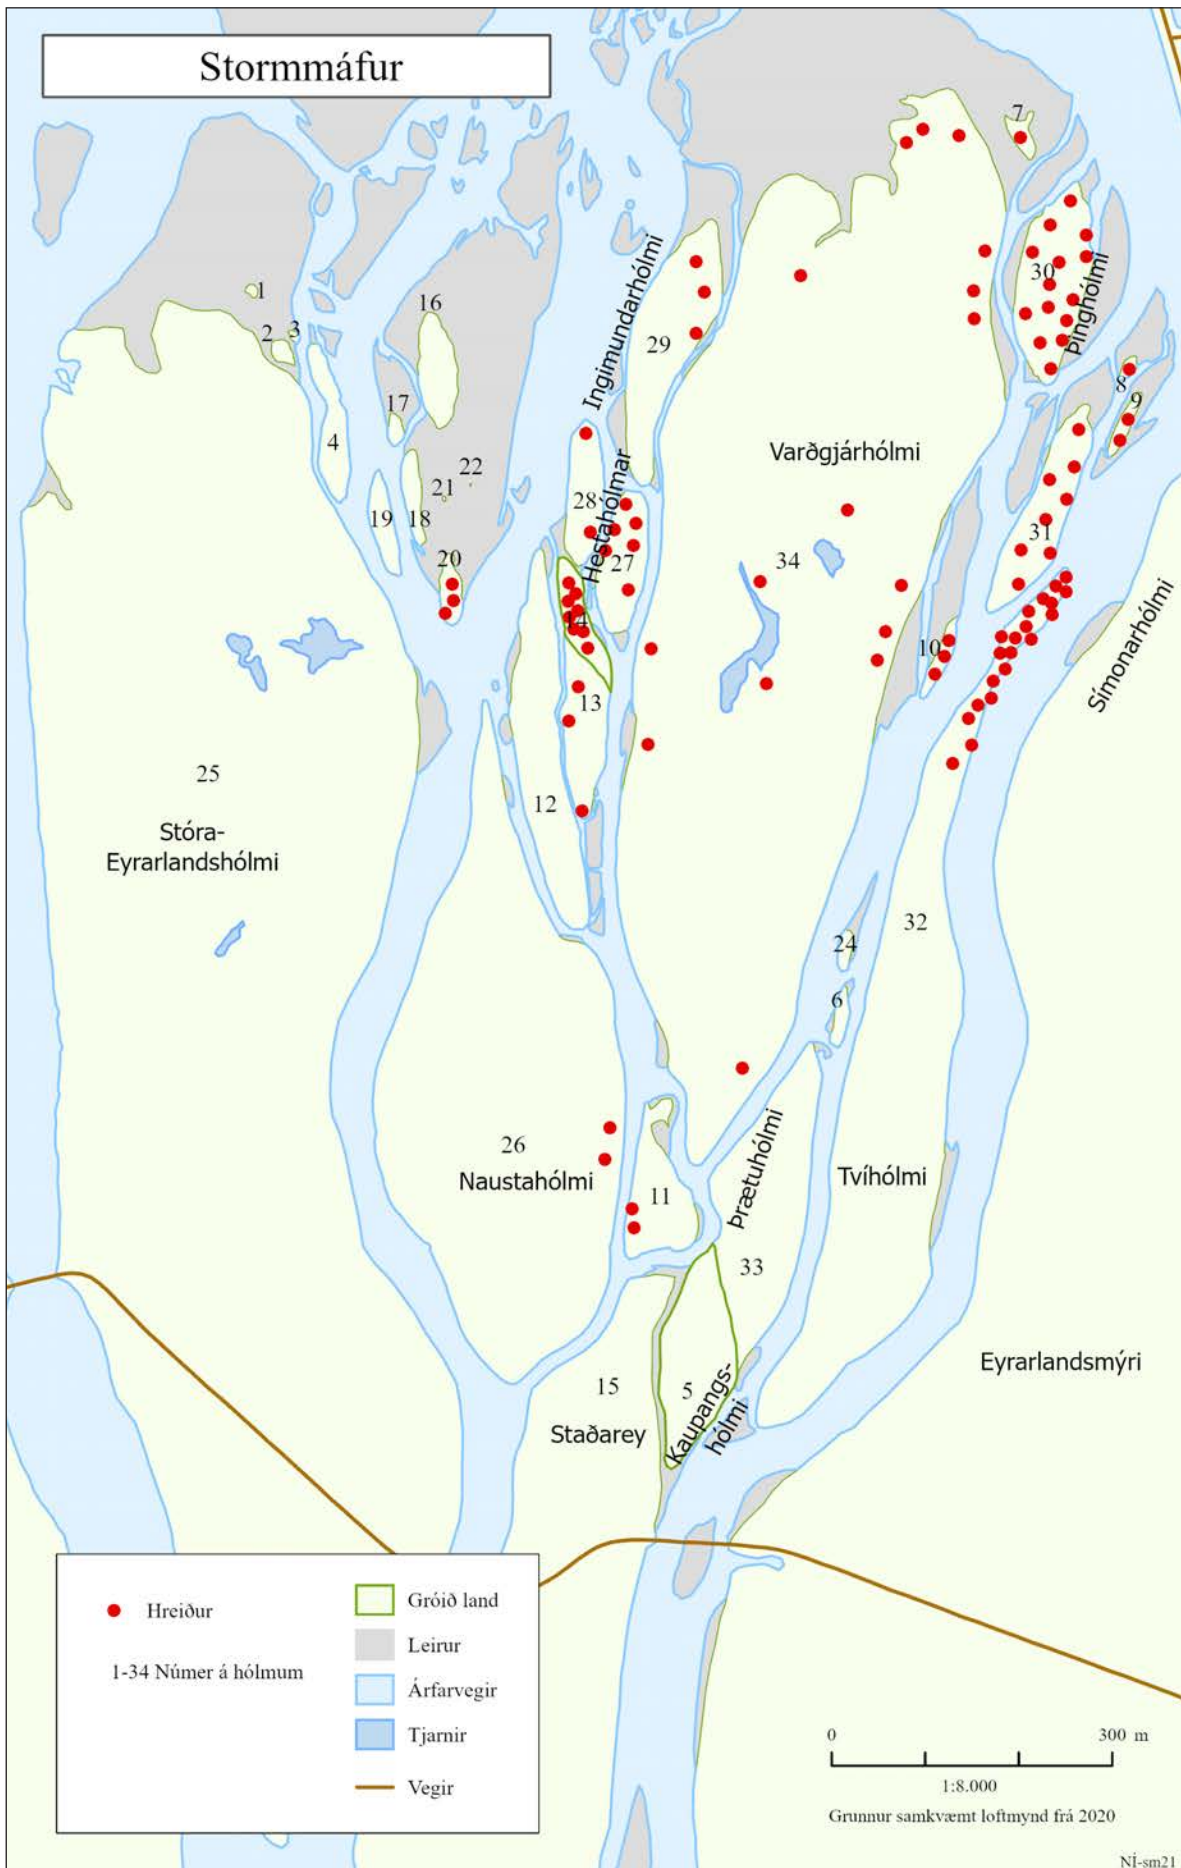 Stormmáfur
7
1
2
3
16
30
Þinghólmi
Ingimundarhólmi
29
17
4
8
9
Varðgjárhólmi
22
21
28
Hestahólmar
19
18
31
20
27
34
14
10
Símonarhólmi
13
25
12
Stóra-
Eyrarlandshólmi
32
24
6
26
Naustahólmi
Þrætuhólmi
Tvíhólmi
11
33
Eyrarlandsmýri
15
5
Staðarey
Kaupangs-
hólmi
Hreiður
1-34 Númer á hólmum
Gróið land
Leirur
Árfarvegir
Tjarnir
Vegir
0 300 m
1:8.000
Grunnur samkvæmt loftmynd frá 2020
NÍ-sm21